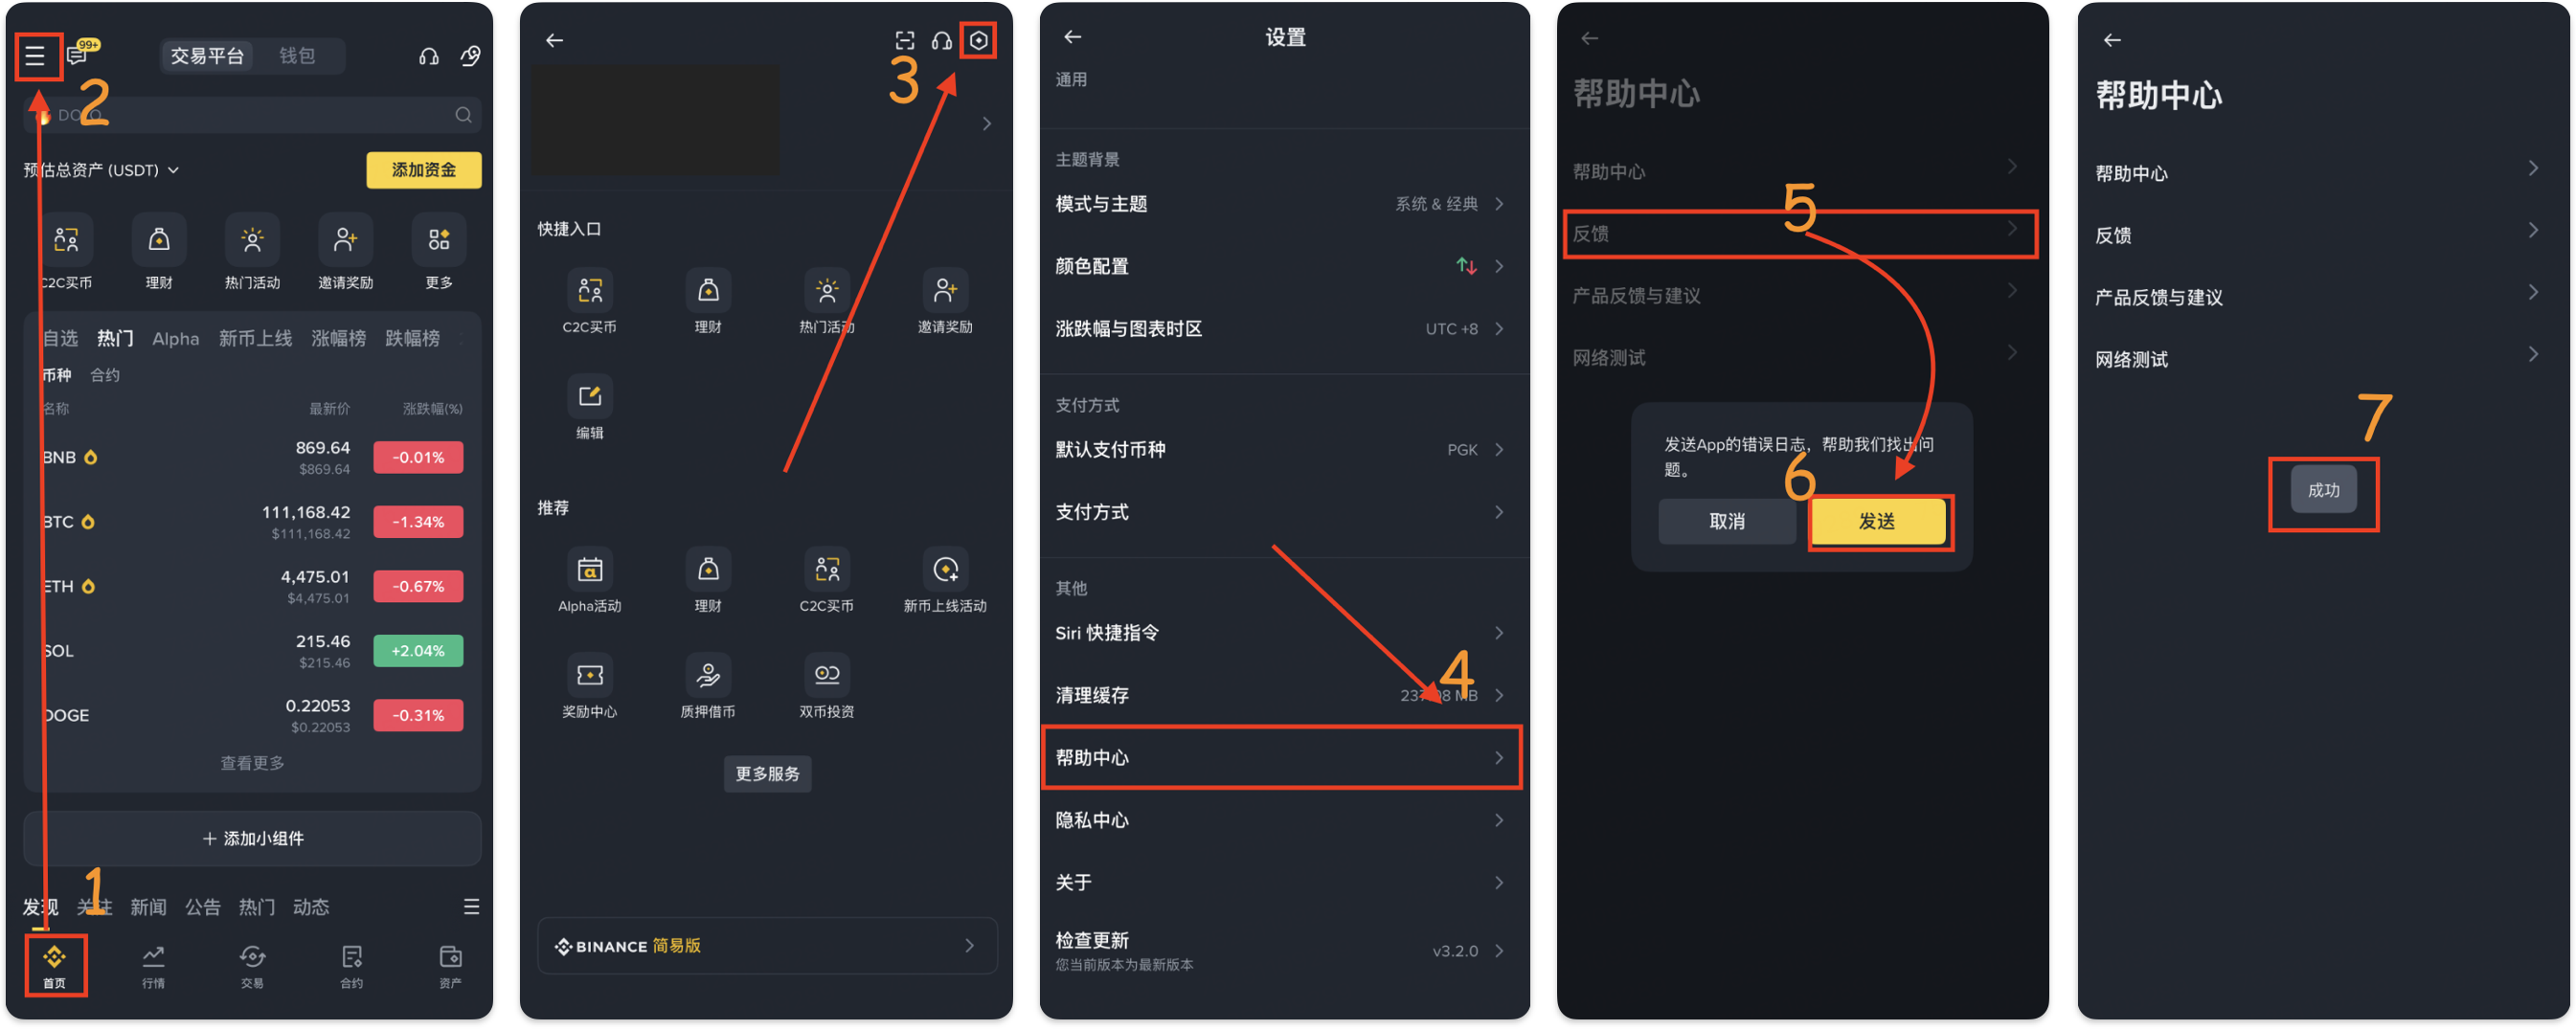 99+
交易平台 钱包
2
DOLO
预估总资产 (USDT)
添加资金
C2C买币 理财 热门活动 邀请奖励 更多
自选 热门 Alpha 新币上线 涨幅榜 跌幅榜
币种 合约
名称 最新价 涨跌幅(%)
BNB 869.64 -0.01%
$869.64
BTC 111,168.42 -1.34%
$111,168.42
ETH 4,475.01 -0.67%
$4,475.01
SOL 215.46 +2.04%
$215.46
DOGE 0.22053 -0.31%
$0.22053
查看更多
+ 添加小组件
1
发现 关注 新闻 公告 热门 动态
首页 行情 交易 合约 资产
3
快捷入口
C2C买币 理财 热门活动 邀请奖励
编辑
推荐
Alpha活动 理财 C2C买币 新币上线活动
奖励中心 质押借币 双币投资
更多服务
BINANCE 简易版
设置
通用
主题背景
模式与主题 系统 & 经典
颜色配置
涨跌幅与图表时区 UTC +8
支付方式
默认支付币种 PGK
支付方式
其他
Siri 快捷指令
4
清理缓存 MB
帮助中心
隐私中心
关于
检查更新 v3.2.0
您当前版本为最新版本
帮助中心
帮助中心
5
反馈
产品反馈与建议
网络测试
发送App的错误日志，帮助我们找出问
题。
6
取消 发送
帮助中心
帮助中心
反馈
产品反馈与建议
网络测试
7
成功